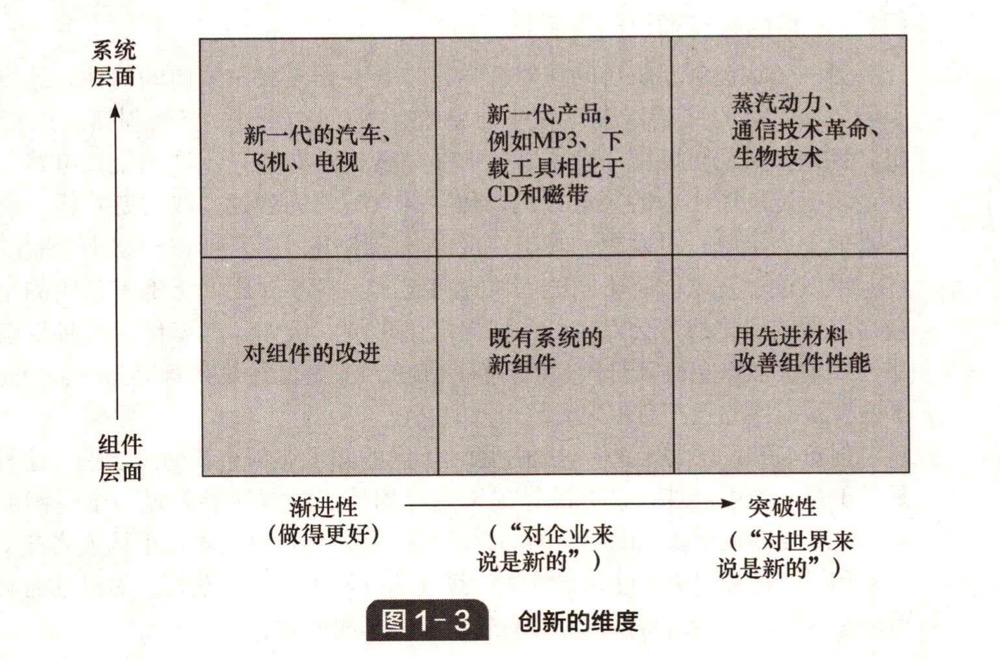 系统
层面
新一代的汽车、
飞机、电视
新一代产品，
例如MP3、下
载工具相比于
CD和磁带
蒸汽动力、
通信技术革命、
生物技术
对组件的改进
既有系统的
新组件
用先进材料
改善组件性能
组件
层面
渐进性
(做得更好)
(“对企业来
说是新的”)
突破性
(“对世界来
说是新的”)
图1-3 创新的维度